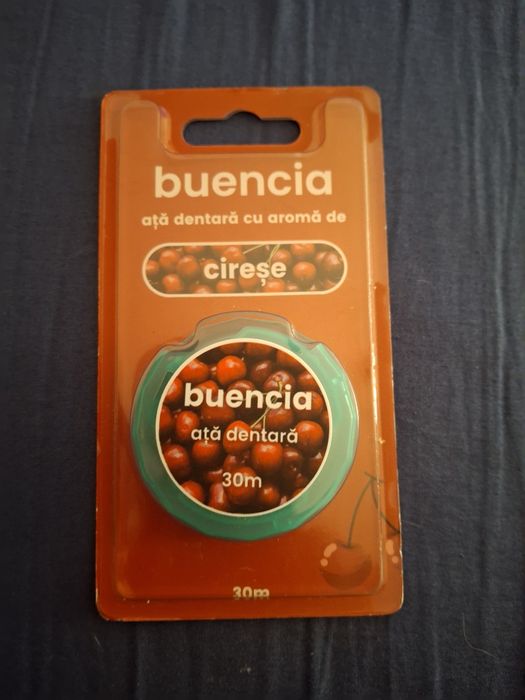 buencia
ață dentară cu aromă de
cireșe
buencia
ață dentară
30m
30m